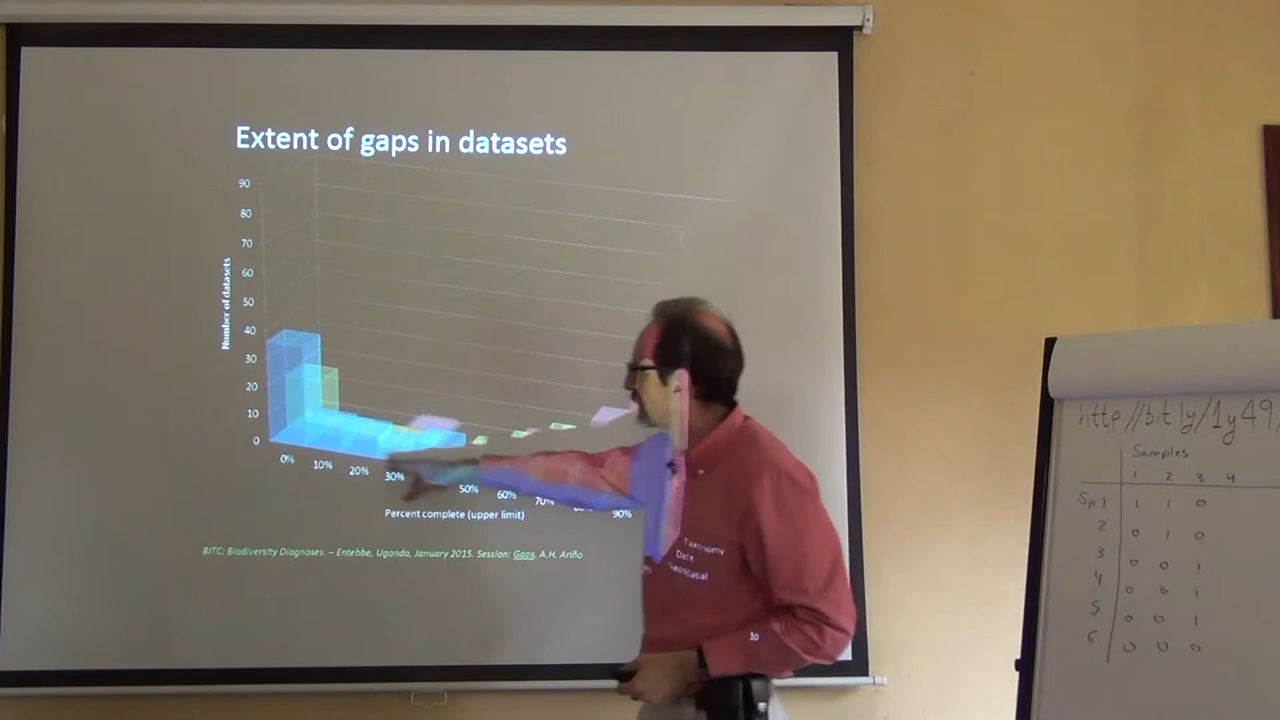 Extent of gaps in datasets
90
80
70
60
50
40
30
20
10
0
Number of datasets
0%
10%
20%
30%
50%
60%
70%
90%
Percent complete (upper limit)
Taxonomy
Date
Geospatial
BITC: Biodiversity Diagnoses. – Entebbe, Uganda, January 2015. Session: Gaps. A.H. Ariño
10
http://bit.ly/1y49
Samples
1 2 3 4
Sp 1 1 1 0
2 0 1 0
3 0 0 1
4 0 0 1
5 0 0 1
6 0 0 0